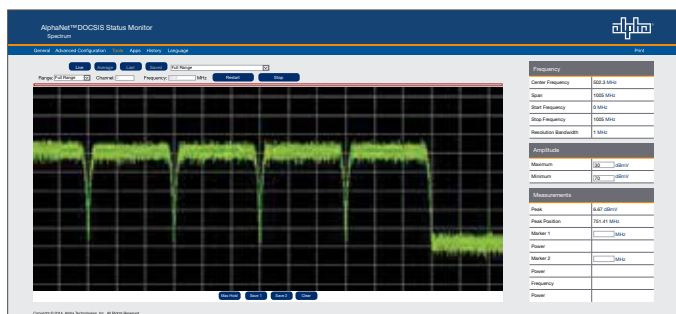 AlphaNet™DOCSIS Status Monitor
Spectrum
alpha
General Advanced Configuration Tools Apps History Language Print
Live Average Last Saved Full Range
Range: Full Range Channel: Frequency: MHz Restart Stop
Frequency
Center Frequency 502.3 MHz
Span 1005 MHz
Start Frequency 0 MHz
Stop Frequency 1005 MHz
Resolution Bandwidth 1 MHz
Amplitude
Maximum 30 dBmV
Minimum -70 dBmV
Measurements
Peak 6.67 dBmV
Peak Position 751.41 MHz
Marker 1 MHz
Power
Marker 2 MHz
Power
Frequency
Power
Max Hold Save 1 Save 2 Clear
Copyright © 2014 Alpha Technologies, Inc. All Rights Reserved